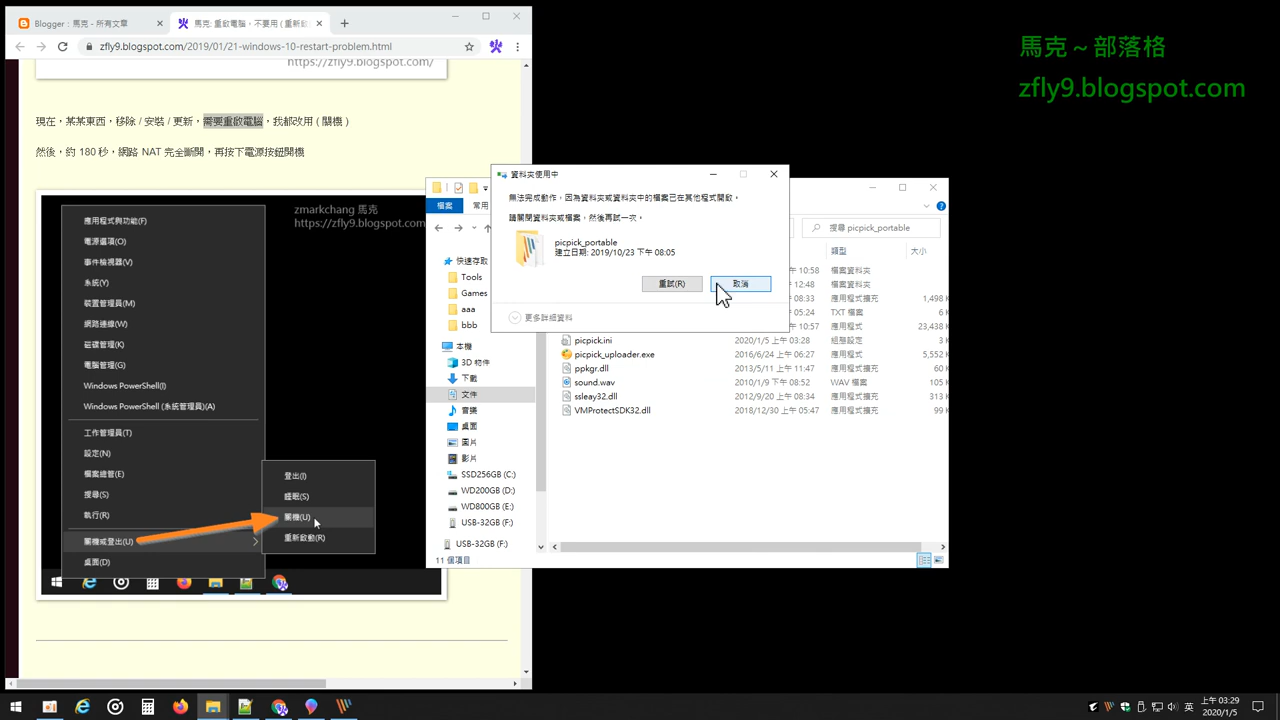 Blogger：馬克 - 所有文章
馬克: 重啟電腦，不要用 ( 重新啟
zfly9.blogspot.com/2019/01/21-windows-10-restart-problem.html
馬克～部落格
zfly9.blogspot.com
https://zfly9.blogspot.com/
現在，某某東西，移除 / 安裝 / 更新，需要重啟電腦，我都改用 ( 關機 )
然後，約 180 秒，網路 NAT 完全斷開，再按下電源按鈕開機
zmarkchang 馬克
https://zfly9.blogspot.com
應用程式與功能(F)
電源選項(O)
事件檢視器(V)
系統(Y)
裝置管理員(M)
網路連線(W)
磁碟管理(K)
電腦管理(G)
Windows PowerShell(I)
Windows PowerShell (系統管理員)(A)
工作管理員(T)
設定(N)
檔案總管(E)
搜尋(S)
執行(R)
關機或登出(U)
桌面(D)
登出(I)
睡眠(S)
關機(U)
重新啟動(R)
資料夾使用中
無法完成動作，因為資料夾或資料夾中的檔案已在其他程式開啟。
請關閉資料夾或檔案，然後再試一次。
picpick_portable
建立日期: 2019/10/23 下午 08:05
重試(R)
取消
更多詳細資料
檔案
常用
搜尋 picpick_portable
類型
大小
快速存取
Tools
Games
aaa
bbb
本機
3D 物件
下載
文件
音樂
桌面
圖片
影片
SSD256GB (C:)
WD200GB (D:)
WD800GB (E:)
USB-32GB (F:)
USB-32GB (F:)
11 個項目
10:58 檔案資料夾
12:48 檔案資料夾
08:33 應用程式擴充 1,498 K
05:24 TXT 檔案 6 K
10:57 應用程式 23,438 K
picpick.ini 2020/1/5 上午 03:28 組態設定 3 K
picpick_uploader.exe 2016/6/24 上午 06:27 應用程式 5,552 K
ppkgr.dll 2013/5/11 上午 11:47 應用程式擴充 60 K
sound.wav 2010/1/9 下午 08:52 WAV 檔案 105 K
ssleay32.dll 2012/9/20 上午 08:34 應用程式擴充 313 K
VMProtectSDK32.dll 2018/12/30 上午 05:47 應用程式擴充 99 K
英
上午 03:29
2020/1/5